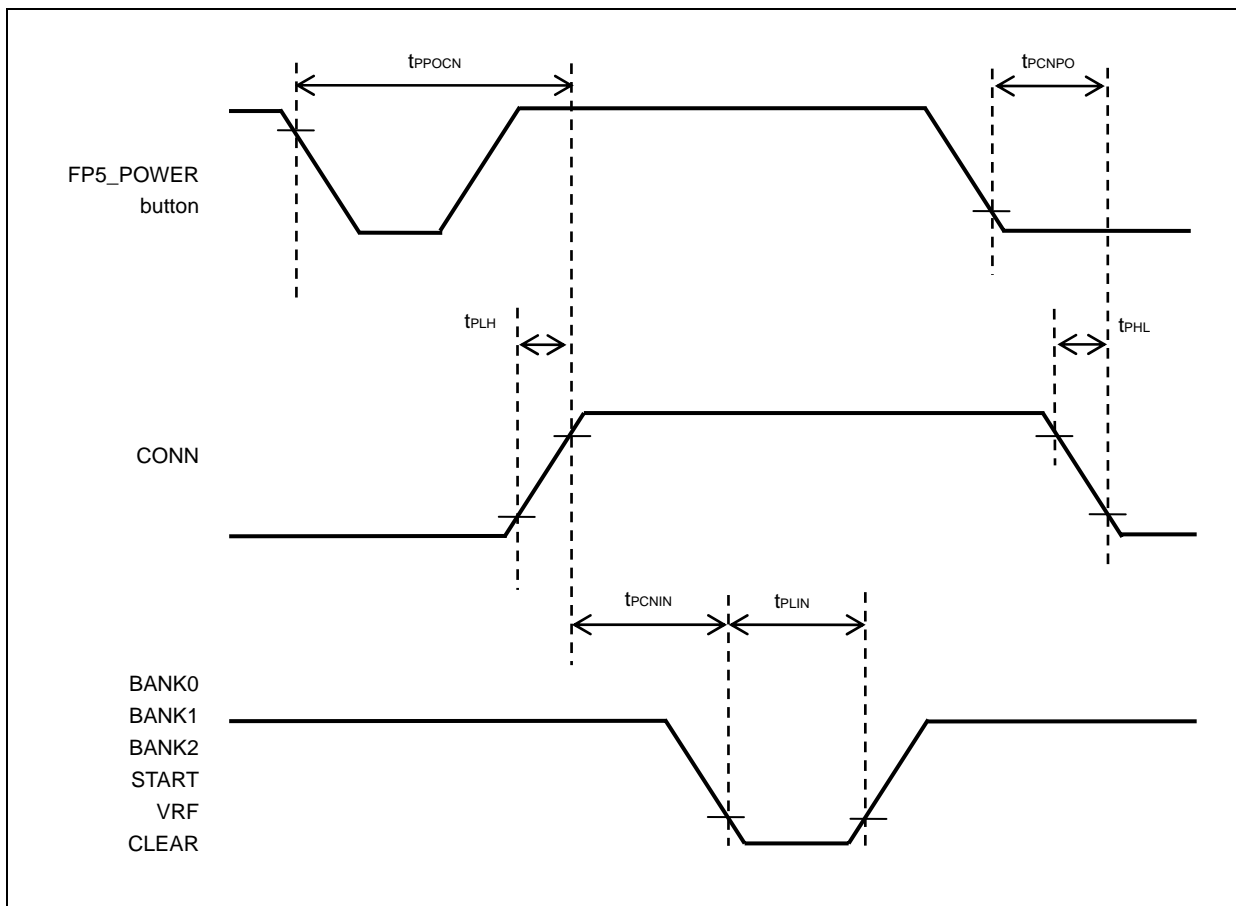 tPPOCN
tPCNPO
FP5_POWER
button
tPLH
tPHL
CONN
tPCNIN
tPLIN
BANK0
BANK1
BANK2
START
VRF
CLEAR